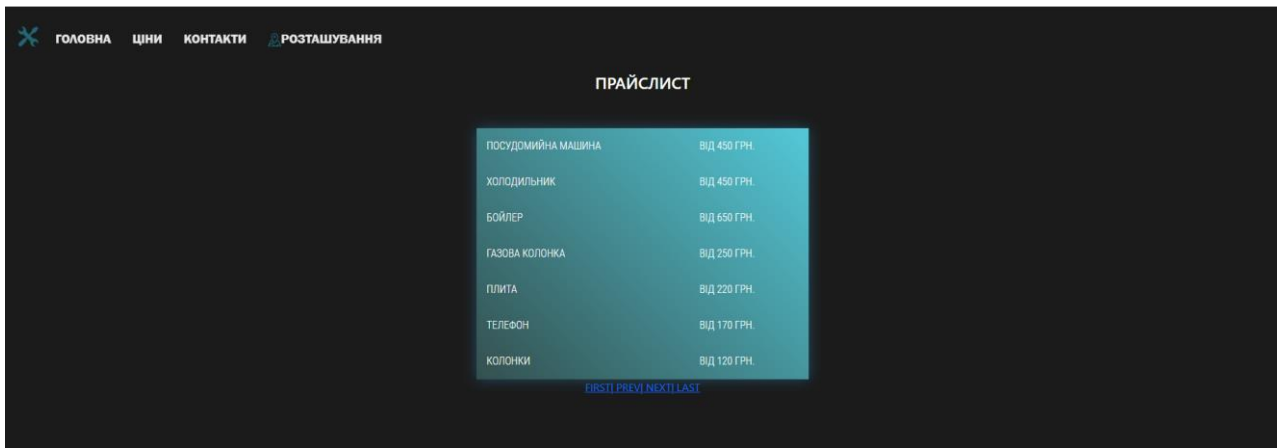 ГОЛОВНА ЦІНИ КОНТАКТИ РОЗТАШУВАННЯ
ПРАЙСЛИСТ
ПОСУДОМИЙНА МАШИНА ВІД 450 ГРН.
ХОЛОДИЛЬНИК ВІД 450 ГРН.
БОЙЛЕР ВІД 650 ГРН.
ГАЗОВА КОЛОНКА ВІД 250 ГРН.
ПЛИТА ВІД 220 ГРН.
ТЕЛЕФОН ВІД 170 ГРН.
КОЛОНКИ ВІД 120 ГРН.
FIRST| PREV| NEXT| LAST